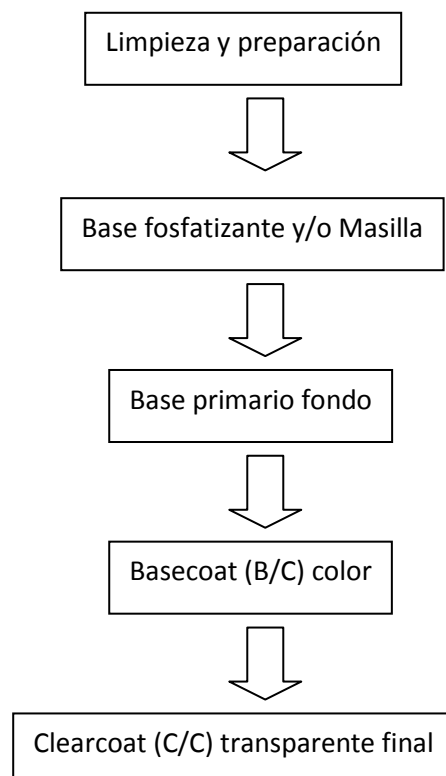 Limpieza y preparación
Base fosfatizante y/o Masilla
Base primario fondo
Basecoat (B/C) color
Clearcoat (C/C) transparente final